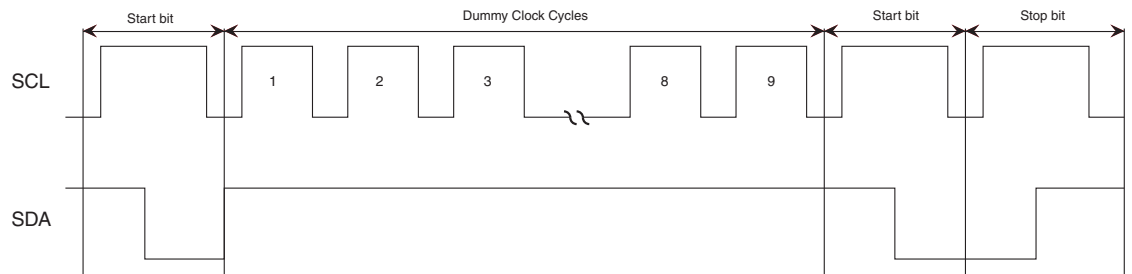 Start bit
Dummy Clock Cycles
Start bit
Stop bit
SCL
1
2
3
8
9
SDA